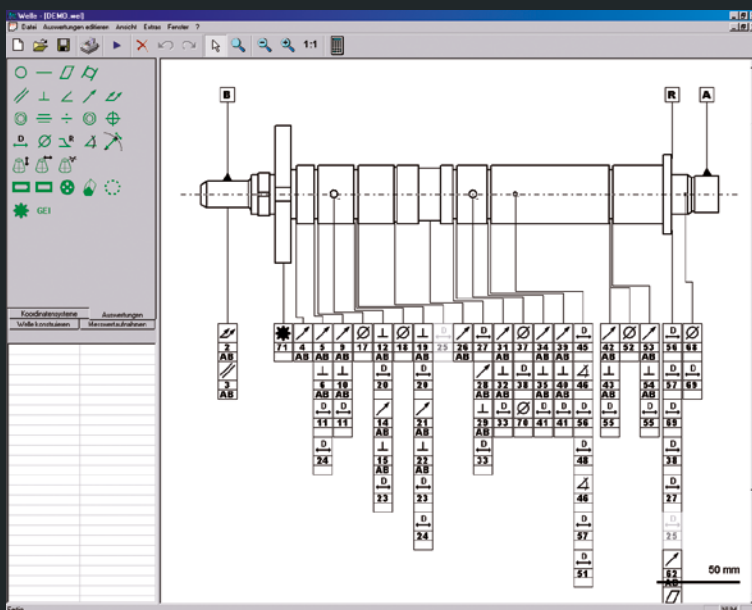 Welle - [DEMO.wel]
Datei Auswertungen editieren Ansicht Extras Fenster ?
1:1
D R
GEI
Koordinatensysteme Auswertungen
Welle konstruieren Messwertaufnahmen
B R A
D D D D D
71 4 5 9 17 12 18 19 25 26 27 31 37 34 39 45 42 52 53 56 68
2 AB AB AB AB AB AB AB AB AB AB AB
AB D D D D D
3 6 10 20 20 28 32 38 35 40 46 43 54 57 69
AB AB AB AB AB AB AB AB
D D D D D D D D D D
11 11 14 21 29 33 70 41 41 56 55 55 69
AB AB AB
D D D D
24 15 22 33 48 38
AB AB
D D D
23 23 46 27
D D D
24 57 25
D
51 62
AB
50 mm